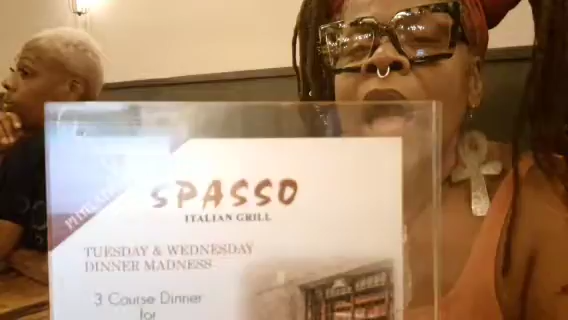 SPASSO
ITALIAN GRILL
TUESDAY & WEDNESDAY
DINNER MADNESS
3 Course Dinner
for